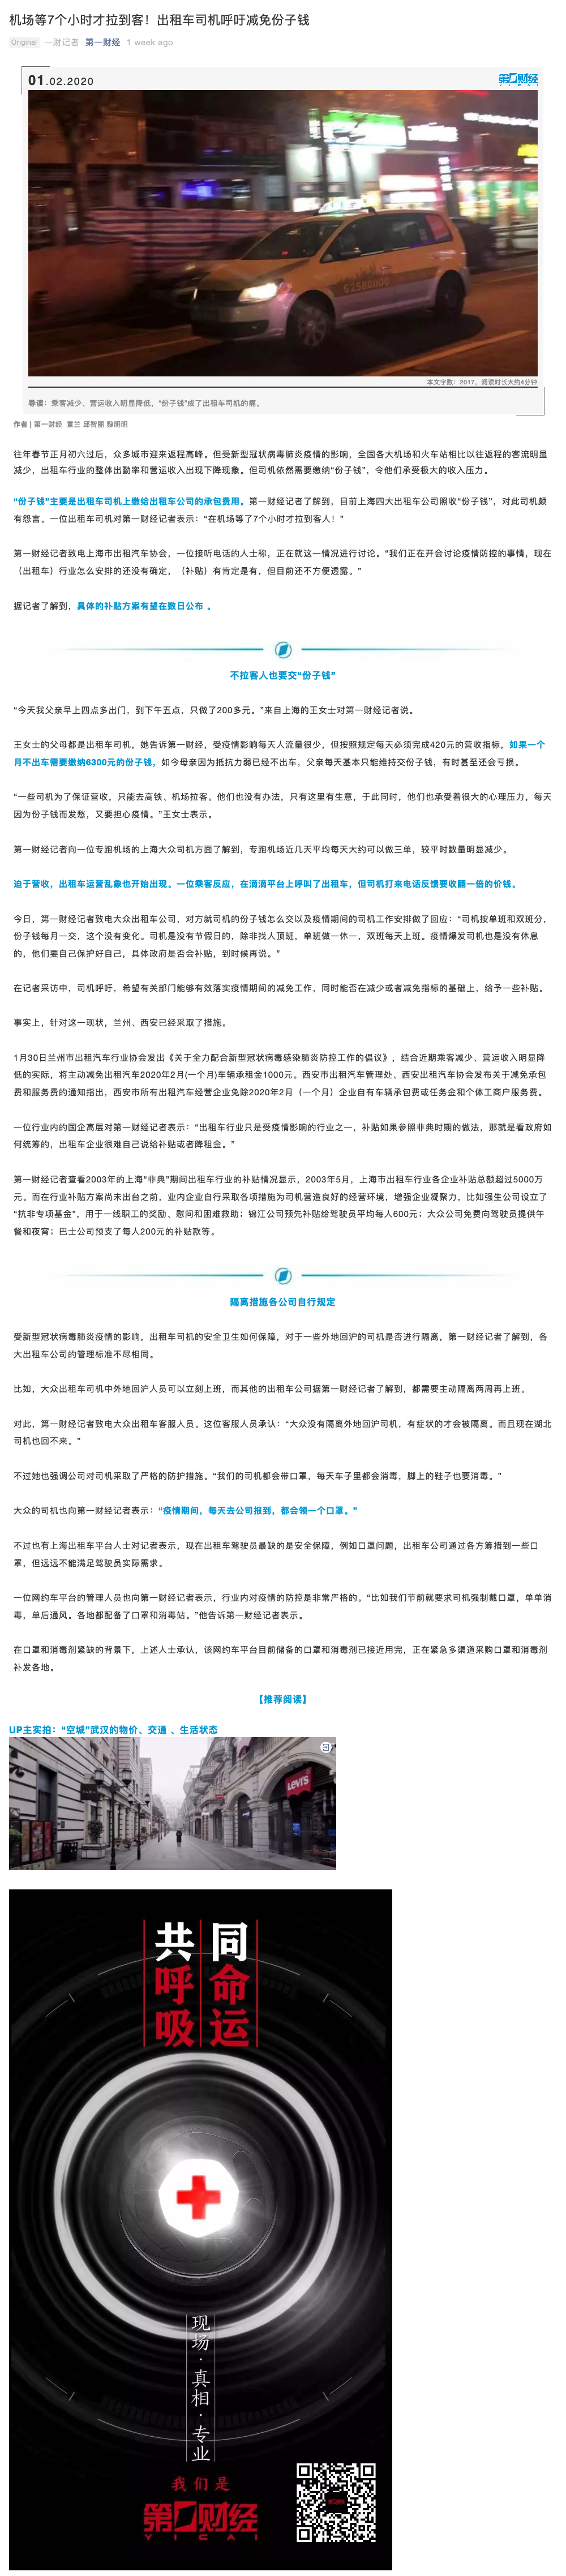 机场等7个小时才拉到客！出租车司机呼吁减免份子钱
Original 一财记者 第一财经 1 week ago
01.02.2020
第一财经
62580000
本文字数：2017，阅读时长大约4分钟
导读：乘客减少、营运收入明显降低，“份子钱”成了出租车司机的痛。
作者 | 第一财经 葛兰 邱智丽 魏明明
往年春节正月初六过后，众多城市迎来返程高峰。但受新型冠状病毒肺炎疫情的影响，全国各大机场和火车站相比以往返程的客流明显
减少，出租车行业的整体出勤率和营运收入出现下降现象。但司机依然需要缴纳“份子钱”，令他们承受极大的收入压力。
“份子钱”主要是出租车司机上缴给出租车公司的承包费用。第一财经记者了解到，目前上海四大出租车公司照收“份子钱”，对此司机颇
有怨言。一位出租车司机对第一财经记者表示：“在机场等了7个小时才拉到客人！”
第一财经记者致电上海市出租汽车协会，一位接听电话的人士称，正在就这一情况进行讨论。“我们正在开会讨论疫情防控的事情，现在
（出租车）行业怎么安排的还没有确定，（补贴）有肯定是有，但目前还不方便透露。”
据记者了解到，具体的补贴方案有望在数日公布 。
不拉客人也要交“份子钱”
“今天我父亲早上四点多出门，到下午五点，只做了200多元。”来自上海的王女士对第一财经记者说。
王女士的父母都是出租车司机，她告诉第一财经，受疫情影响每天人流量很少，但按照规定每天必须完成420元的营收指标，如果一个
月不出车需要缴纳6300元的份子钱，如今母亲因为抵抗力弱已经不出车，父亲每天基本只能维持交份子钱，有时甚至还会亏损。
“一些司机为了保证营收，只能去高铁、机场拉客。他们也没有办法，只有这里有生意，于此同时，他们也承受着很大的心理压力，每天
因为份子钱而发愁，又要担心疫情。”王女士表示。
第一财经记者向一位专跑机场的上海大众司机方面了解到，专跑机场近几天平均每天大约可以做三单，较平时数量明显减少。
迫于营收，出租车运营乱象也开始出现。一位乘客反应，在滴滴平台上呼叫了出租车，但司机打来电话反馈要收翻一倍的价钱。
今日，第一财经记者致电大众出租车公司，对方就司机的份子钱怎么交以及疫情期间的司机工作安排做了回应：“司机按单班和双班分，
份子钱每月一交，这个没有变化。司机是没有节假日的，除非找人顶班，单班做一休一，双班每天上班。疫情爆发司机也是没有休息
的，他们要自己保护好自己，具体政府是否会补贴，到时候再说。”
在记者采访中，司机呼吁，希望有关部门能够有效落实疫情期间的减免工作，同时能否在减少或者减免指标的基础上，给予一些补贴。
事实上，针对这一现状，兰州、西安已经采取了措施。
1月30日兰州市出租汽车行业协会发出《关于全力配合新型冠状病毒感染肺炎防控工作的倡议》，结合近期乘客减少、营运收入明显降
低的实际，将主动减免出租汽车2020年2月(一个月)车辆承租金1000元。西安市出租汽车管理处、西安出租汽车协会发布关于减免承包
费和服务费的通知指出，西安市所有出租汽车经营企业免除2020年2月（一个月）企业自有车辆承包费或任务金和个体工商户服务费。
一位行业内的国企高层对第一财经记者表示：“出租车行业只是受疫情影响的行业之一，补贴如果参照非典时期的做法，那就是看政府如
何统筹的，出租车企业很难自己说给补贴或者降租金。”
第一财经记者查看2003年的上海“非典”期间出租车行业的补贴情况显示，2003年5月，上海市出租车行业各企业补贴总额超过5000万
元。而在行业补贴方案尚未出台之前，业内企业自行采取各项措施为司机营造良好的经营环境，增强企业凝聚力，比如强生公司设立了
“抗非专项基金”，用于一线职工的奖励、慰问和困难救助；锦江公司预先补贴给驾驶员平均每人600元；大众公司免费向驾驶员提供午
餐和夜宵；巴士公司预支了每人200元的补贴款等。
隔离措施各公司自行规定
受新型冠状病毒肺炎疫情的影响，出租车司机的安全卫生如何保障，对于一些外地回沪的司机是否进行隔离，第一财经记者了解到，各
大出租车公司的管理标准不尽相同。
比如，大众出租车司机中外地回沪人员可以立刻上班，而其他的出租车公司据第一财经记者了解到，都需要主动隔离两周再上班。
对此，第一财经记者致电大众出租车客服人员。这位客服人员承认：“大众没有隔离外地回沪司机，有症状的才会被隔离。而且现在湖北
司机也回不来。”
不过她也强调公司对司机采取了严格的防护措施。“我们的司机都会带口罩，每天车子里都会消毒，脚上的鞋子也要消毒。”
大众的司机也向第一财经记者表示：“疫情期间，每天去公司报到，都会领一个口罩。”
不过也有上海出租车平台人士对记者表示，现在出租车驾驶员最缺的是安全保障，例如口罩问题，出租车公司通过各方筹措到一些口
罩，但远远不能满足驾驶员实际需求。
一位网约车平台的管理人员也向第一财经记者表示，行业内对疫情的防控是非常严格的。“比如我们节前就要求司机强制戴口罩，单单消
毒，单后通风。各地都配备了口罩和消毒站。”他告诉第一财经记者表示。
在口罩和消毒剂紧缺的背景下，上述人士承认，该网约车平台目前储备的口罩和消毒剂已接近用完，正在紧急多渠道采购口罩和消毒剂
补发各地。
【推荐阅读】
UP主实拍：“空城”武汉的物价、交通 、生活状态
LEVI'S
共同
呼命
吸运
现场·真相·专业
我们是
第一财经
YICAI